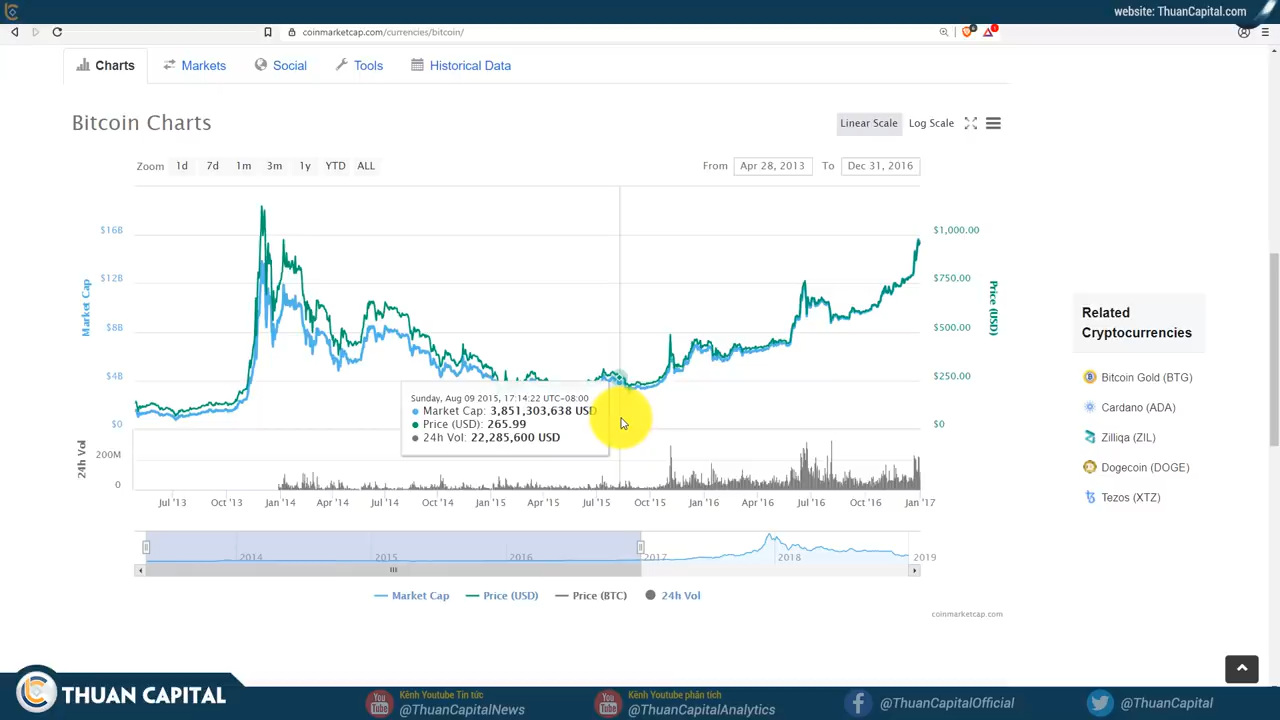 website: ThuanCapital.com
coinmarketcap.com/currencies/bitcoin/
Charts
Markets
Social
Tools
Historical Data
Bitcoin Charts
Linear Scale
Log Scale
Zoom 1d 7d 1m 3m 1y YTD ALL
From Apr 28, 2013 To Dec 31, 2016
$16B
$12B
$8B
$4B
$0
Market Cap
$1,000.00
$750.00
$500.00
$250.00
$0
Price (USD)
Sunday, Aug 09 2015, 17:14:22 UTC-08:00
Market Cap: 3,851,303,638 USD
Price (USD): 265.99
24h Vol: 22,285,600 USD
24h Vol
200M
0
Jul '13 Oct '13 Jan '14 Apr '14 Jul '14 Oct '14 Jan '15 Apr '15 Jul '15 Oct '15 Jan '16 Apr '16 Jul '16 Oct '16 Jan '17
2014 2015 2016 2017 2018 2019
Market Cap Price (USD) Price (BTC) 24h Vol
coinmarketcap.com
Related
Cryptocurrencies
Bitcoin Gold (BTG)
Cardano (ADA)
Zilliqa (ZIL)
Dogecoin (DOGE)
Tezos (XTZ)
THUAN CAPITAL
You Tube
Kênh Youtube Tin tức
@ThuanCapitalNews
You Tube
Kênh Youtube phân tích
@ThuanCapitalAnalytics
@ThuanCapitalOfficial
@ThuanCapital